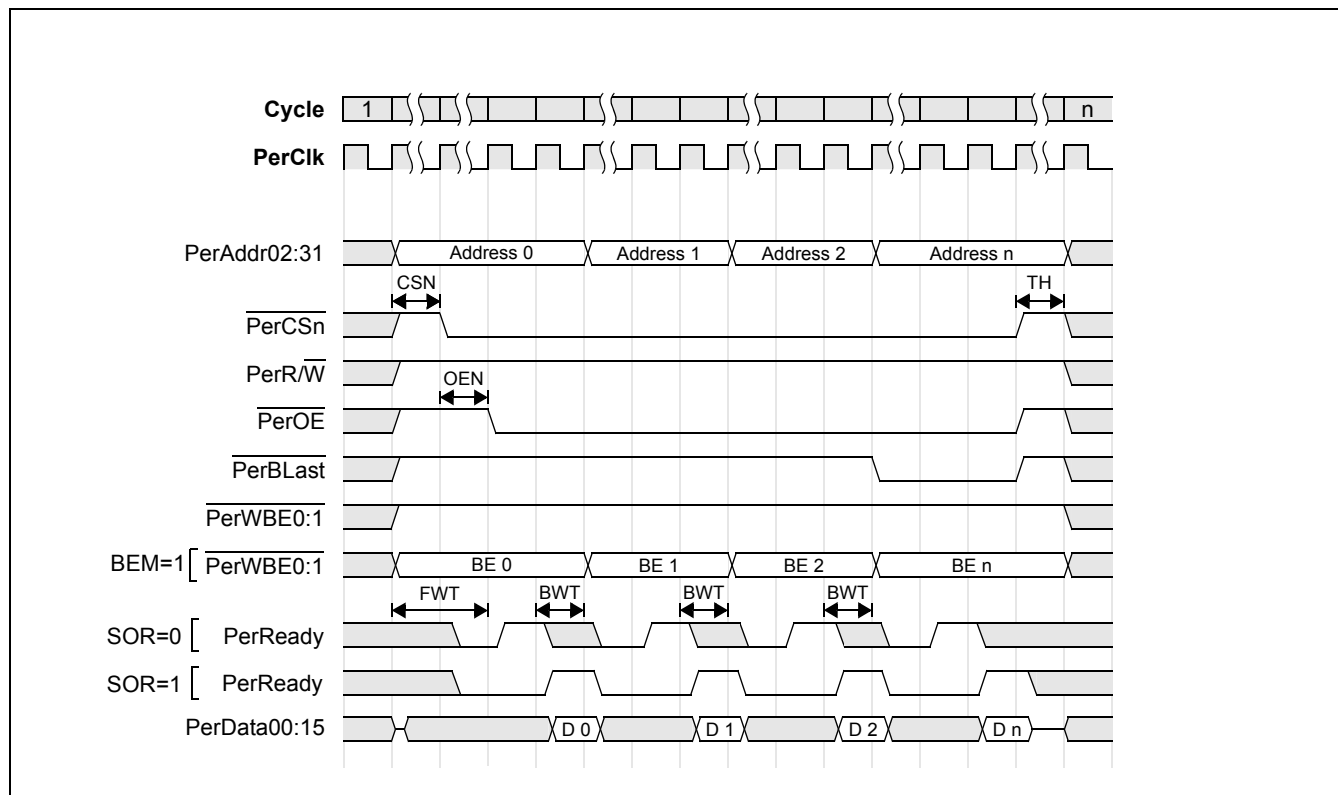 Cycle 1 n
PerClk
PerAddr02:31 Address 0 Address 1 Address 2 Address n
CSN TH
PerCSn
PerR/W
OEN
PerOE
PerBLast
PerWBE0:1
BEM=1 PerWBE0:1 BE 0 BE 1 BE 2 BE n
FWT BWT BWT BWT
SOR=0 PerReady
SOR=1 PerReady
PerData00:15 D 0 D 1 D 2 D n